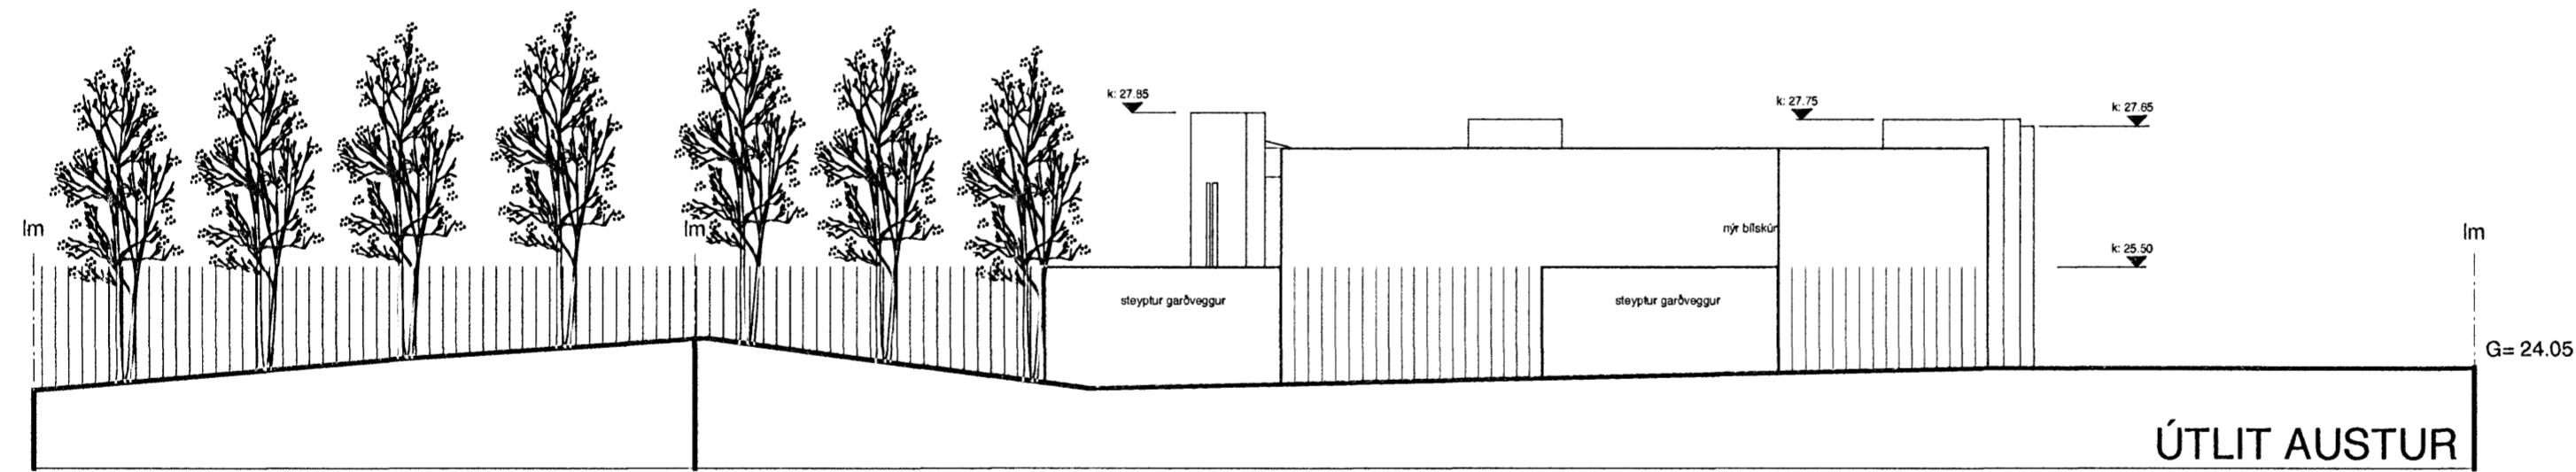 k: 27.85
k: 27.75
k: 27.65
lm
lm
nýr bílskúr
lm
k: 25.50
steyptur garðveggur
steyptur garðveggur
G= 24.05
ÚTLIT AUSTUR